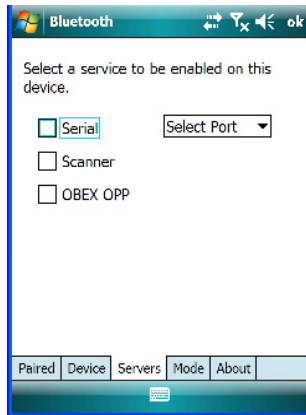 Bluetooth ok
Select a service to be enabled on this
device.
Serial Select Port
Scanner
OBEX OPP
Paired Device Servers Mode About